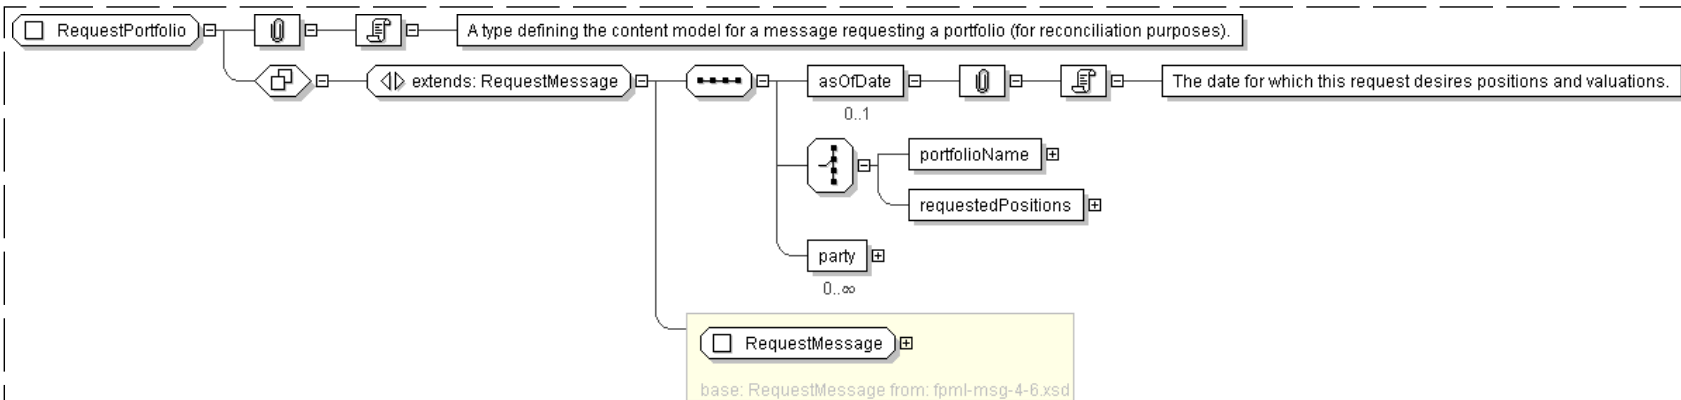 RequestPortfolio
A type defining the content model for a message requesting a portfolio (for reconciliation purposes).
extends: RequestMessage
asOfDate
The date for which this request desires positions and valuations.
0..1
portfolioName
requestedPositions
party
0..∞
RequestMessage
base: RequestMessage from: fpml-msg-4-6.xsd